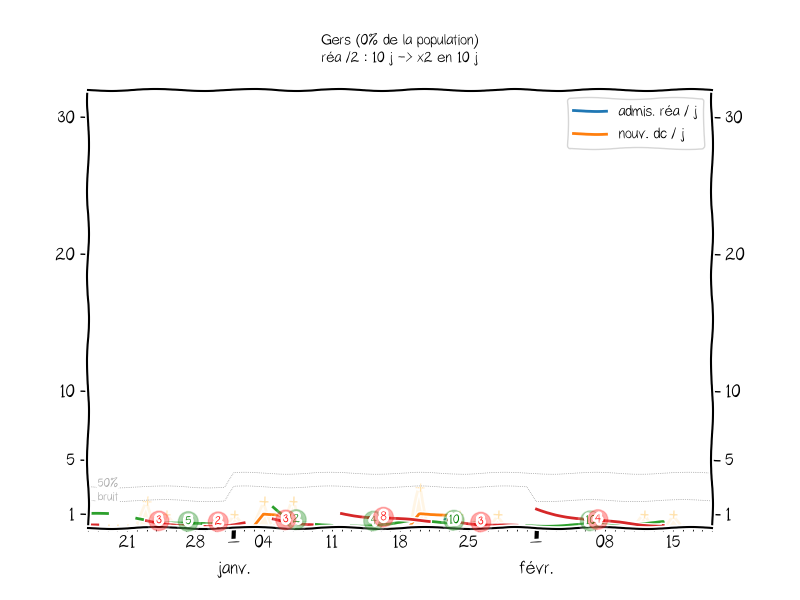 Gers (0% de la population)
réa /2 : 10 j -> x2 en 10 j
admis. réa / j
nouv. dc / j
30 30
20 20
10 10
5 5
50%
bruit
1 1
3 5 2 3 2 8 10 3 4
21 28 04 11 18 25 08 15
janv. févr.